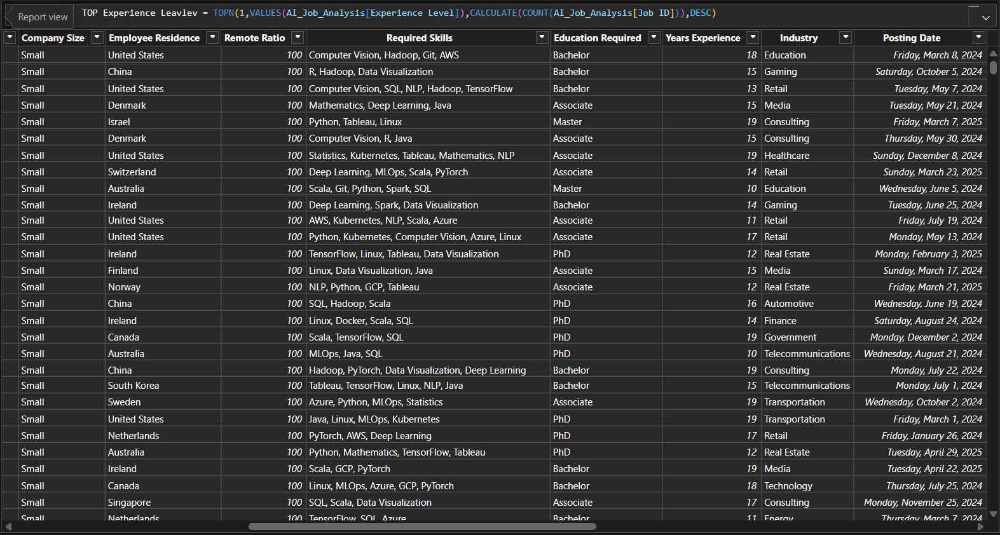 TOP Experience Leavlev = TOPN(1,VALUES(AI_Job_Analysis[Experience Level]),CALCULATE(COUNT(AI_Job_Analysis[Job ID])),DESC)
Report view
Company Size Employee Residence Remote Ratio Required Skills Education Required Years Experience Industry Posting Date
Small United States 100 Computer Vision, Hadoop, Git, AWS Bachelor 18 Education Friday, March 8, 2024
Small China 100 R, Hadoop, Data Visualization Bachelor 15 Gaming Saturday, October 5, 2024
Small United States 100 Computer Vision, SQL, NLP, Hadoop, TensorFlow Bachelor 13 Retail Tuesday, May 7, 2024
Small Denmark 100 Mathematics, Deep Learning, Java Associate 15 Media Tuesday, May 21, 2024
Small Israel 100 Python, Tableau, Linux Master 19 Consulting Friday, March 7, 2025
Small Denmark 100 Computer Vision, R, Java Associate 15 Consulting Thursday, May 30, 2024
Small United States 100 Statistics, Kubernetes, Tableau, Mathematics, NLP Associate 19 Healthcare Sunday, December 8, 2024
Small Switzerland 100 Deep Learning, MLOps, Scala, PyTorch Associate 14 Retail Sunday, March 23, 2025
Small Australia 100 Scala, Git, Python, Spark, SQL Master 10 Education Wednesday, June 5, 2024
Small Ireland 100 Deep Learning, Spark, Data Visualization Bachelor 14 Gaming Tuesday, June 25, 2024
Small United States 100 AWS, Kubernetes, NLP, Scala, Azure Associate 11 Retail Friday, July 19, 2024
Small United States 100 Python, Kubernetes, Computer Vision, Azure, Linux Associate 17 Retail Monday, May 13, 2024
Small Ireland 100 TensorFlow, Linux, Tableau, Data Visualization PhD 12 Real Estate Monday, February 3, 2025
Small Finland 100 Linux, Data Visualization, Java Associate 15 Media Sunday, March 17, 2024
Small Norway 100 NLP, Python, GCP, Tableau Associate 12 Real Estate Friday, March 21, 2025
Small China 100 SQL, Hadoop, Scala PhD 16 Automotive Wednesday, June 19, 2024
Small Ireland 100 Linux, Docker, Scala, SQL PhD 14 Finance Saturday, August 24, 2024
Small Canada 100 Scala, TensorFlow, SQL PhD 19 Government Monday, December 2, 2024
Small Australia 100 MLOps, Java, SQL PhD 10 Telecommunications Wednesday, August 21, 2024
Small China 100 Hadoop, PyTorch, Data Visualization, Deep Learning Bachelor 19 Consulting Monday, July 22, 2024
Small South Korea 100 Tableau, TensorFlow, Linux, NLP, Java Bachelor 15 Telecommunications Monday, July 1, 2024
Small Sweden 100 Azure, Python, MLOps, Statistics Associate 19 Transportation Wednesday, October 2, 2024
Small United States 100 Java, Linux, MLOps, Kubernetes PhD 19 Transportation Friday, March 1, 2024
Small Netherlands 100 PyTorch, AWS, Deep Learning PhD 17 Retail Friday, January 26, 2024
Small Australia 100 Python, Mathematics, TensorFlow, Tableau PhD 12 Real Estate Tuesday, April 29, 2025
Small Ireland 100 Scala, GCP, PyTorch Bachelor 19 Media Tuesday, April 22, 2025
Small Canada 100 Linux, MLOps, Azure, GCP, PyTorch Bachelor 18 Technology Thursday, July 25, 2024
Small Singapore 100 SQL, Scala, Data Visualization Associate 17 Consulting Monday, November 25, 2024
Small Netherlands 100 TensorFlow, SQL, Azure Bachelor 11 Energy Thursday, March 7, 2024